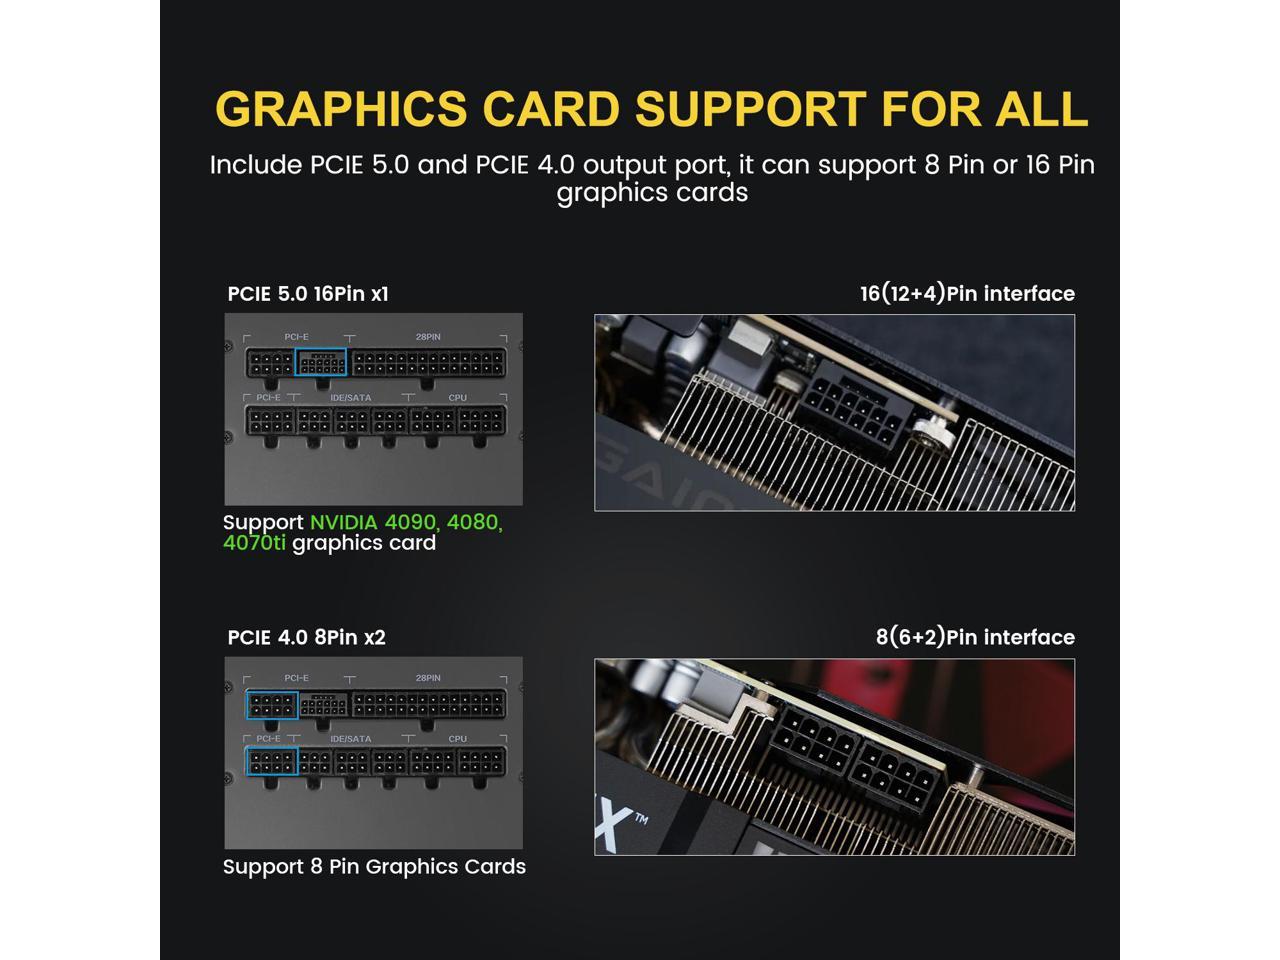 GRAPHICS CARD SUPPORT FOR ALL
Include PCIE 5.0 and PCIE 4.0 output port, it can support 8 Pin or 16 Pin
graphics cards
PCIE 5.0 16Pin x1
16(12+4)Pin interface
PCI-E 28PIN
PCI-E IDE/SATA CPU
Support NVIDIA 4090, 4080,
4070ti graphics card
PCIE 4.0 8Pin x2
8(6+2)Pin interface
PCI-E 28PIN
PCI-E IDE/SATA CPU
X™
Support 8 Pin Graphics Cards